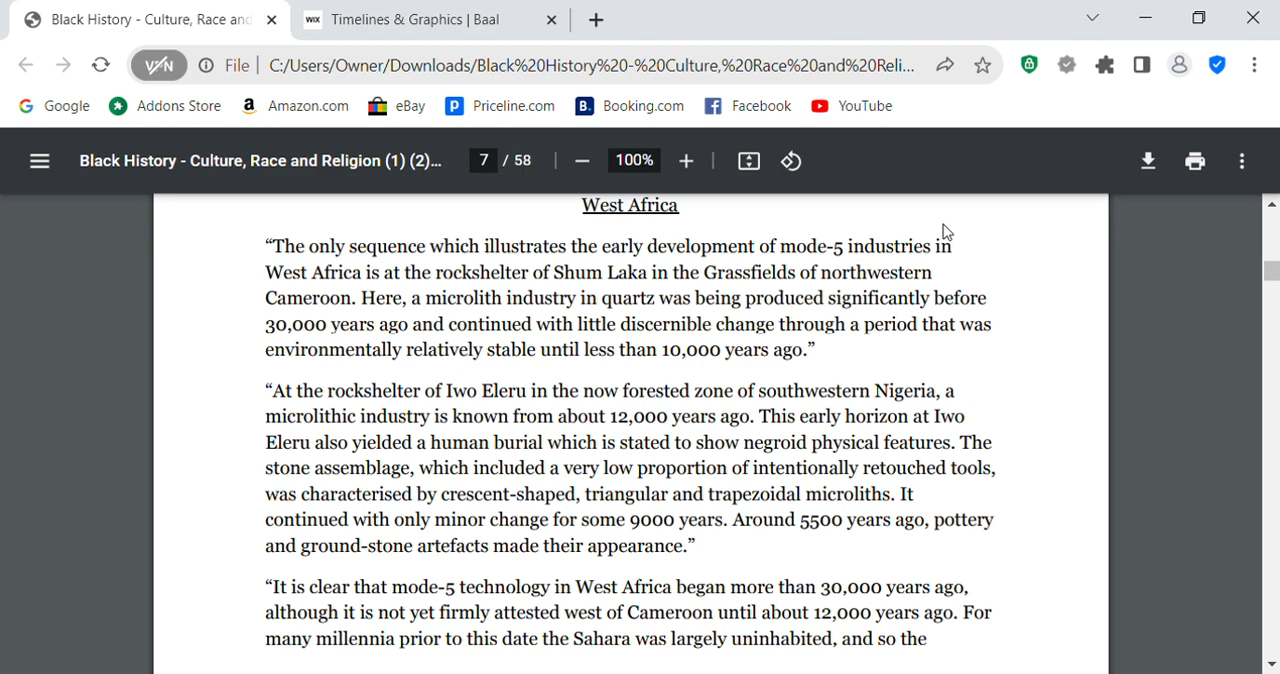 Black History - Culture, Race and
WIX Timelines & Graphics | Baal
VPN File C:/Users/Owner/Downloads/Black%20History%20-%20Culture,%20Race%20and%20Reli...
Google Addons Store Amazon.com eBay Priceline.com Booking.com Facebook YouTube
Black History - Culture, Race and Religion (1) (2)... 7 / 58 100%
West Africa
“The only sequence which illustrates the early development of mode-5 industries in
West Africa is at the rockshelter of Shum Laka in the Grassfields of northwestern
Cameroon. Here, a microlith industry in quartz was being produced significantly before
30,000 years ago and continued with little discernible change through a period that was
environmentally relatively stable until less than 10,000 years ago.”
“At the rockshelter of Iwo Eleru in the now forested zone of southwestern Nigeria, a
microlithic industry is known from about 12,000 years ago. This early horizon at Iwo
Eleru also yielded a human burial which is stated to show negroid physical features. The
stone assemblage, which included a very low proportion of intentionally retouched tools,
was characterised by crescent-shaped, triangular and trapezoidal microliths. It
continued with only minor change for some 9000 years. Around 5500 years ago, pottery
and ground-stone artefacts made their appearance.”
“It is clear that mode-5 technology in West Africa began more than 30,000 years ago,
although it is not yet firmly attested west of Cameroon until about 12,000 years ago. For
many millennia prior to this date the Sahara was largely uninhabited, and so the